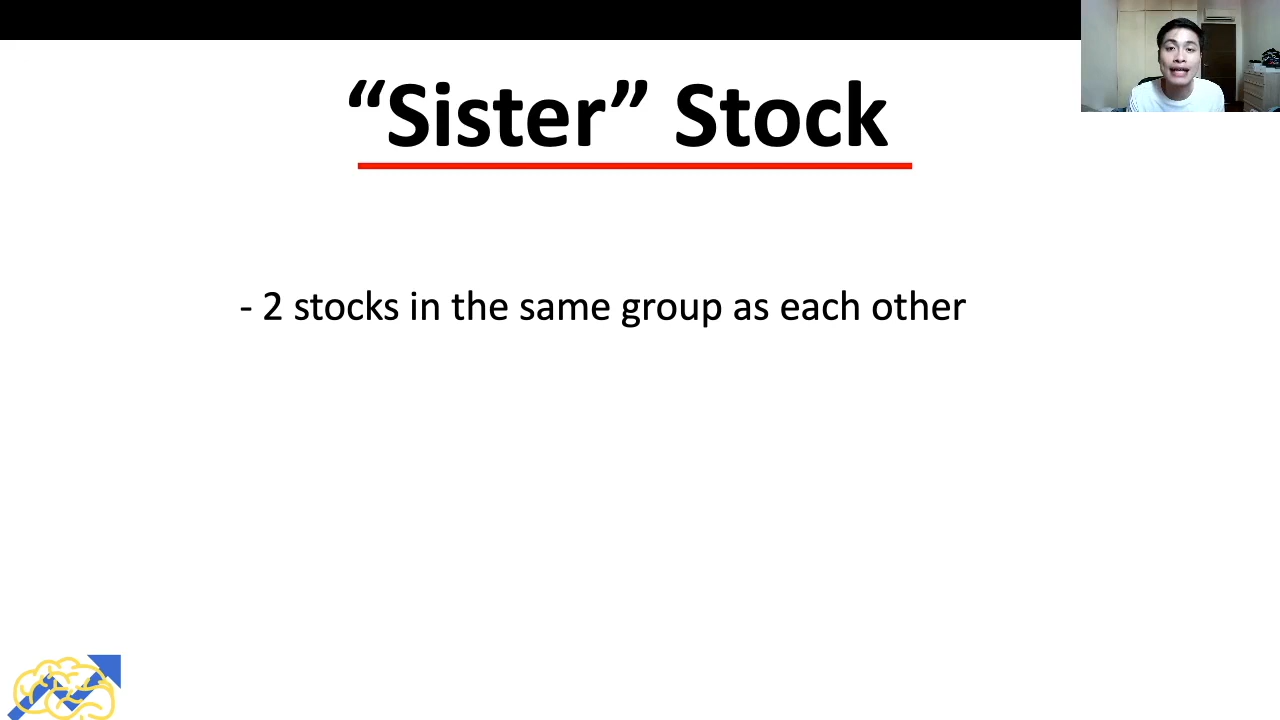 “Sister” Stock
- 2 stocks in the same group as each other